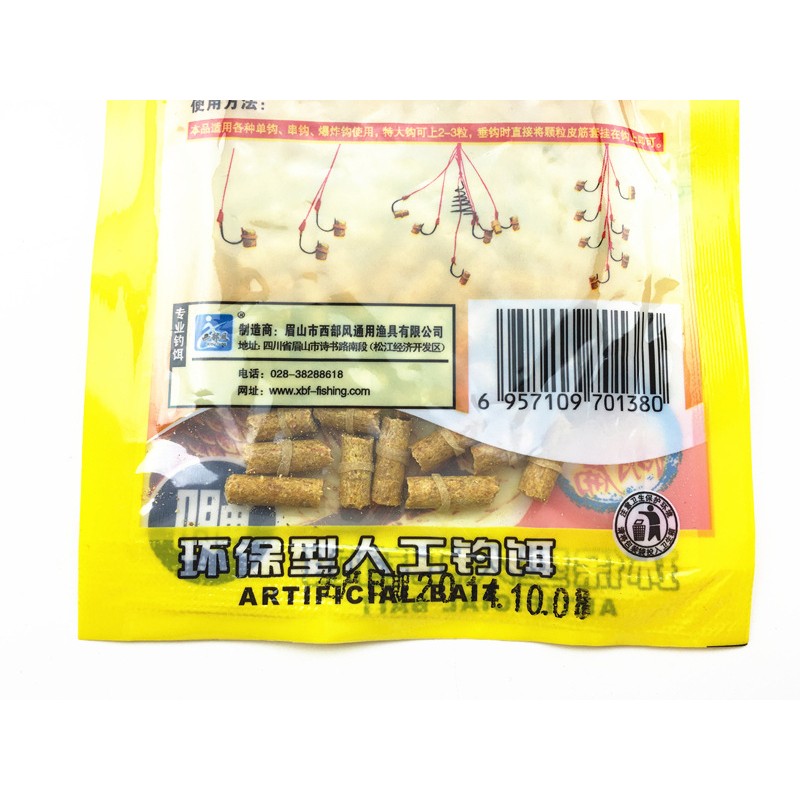 使用方法:
本品适用各种单钩、串钩、爆炸钩使用，特大钩可上2-3粒，垂钓时直接将颗粒皮筋套挂在钩上即可。
专业钓饵
®
制造商：眉山市西部风通用渔具有限公司
地址：四川省眉山市诗书路南段（松江经济开发区）
电话：028-38288618
网址：www.xbf-fishing.com
6 957109 701380
环保型人工钓饵
ARTIFICIAL BAIT